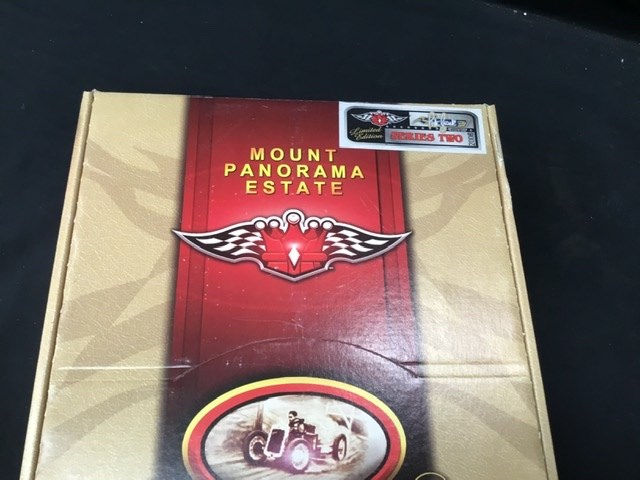 MOUNT
PANORAMA
ESTATE
Limited
Edition
SERIES TWO